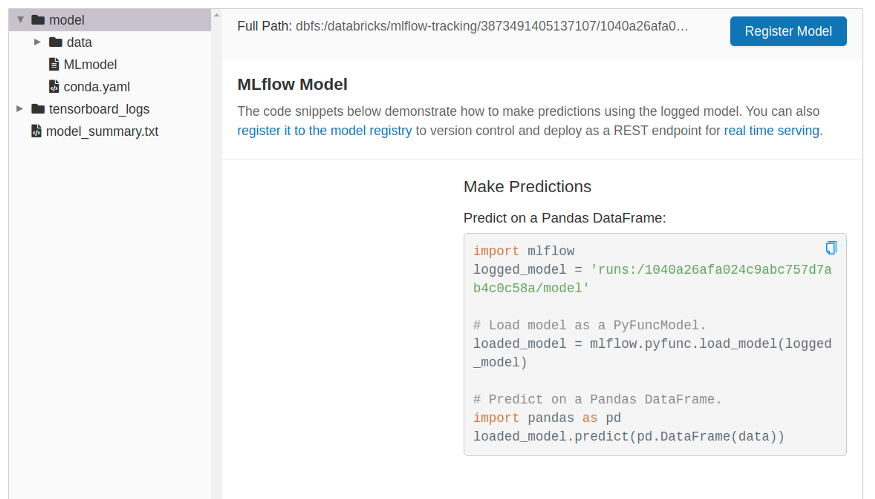 model
data
MLmodel
conda.yaml
tensorboard_logs
model_summary.txt
Full Path: dbfs:/databricks/mlflow-tracking/3873491405137107/1040a26afa0...
Register Model
MLflow Model
The code snippets below demonstrate how to make predictions using the logged model. You can also
register it to the model registry to version control and deploy as a REST endpoint for real time serving.
Make Predictions
Predict on a Pandas DataFrame:
import mlflow
logged_model = 'runs:/1040a26afa024c9abc757d7a
b4c0c58a/model'
# Load model as a PyFuncModel.
loaded_model = mlflow.pyfunc.load_model(logged
_model)
# Predict on a Pandas DataFrame.
import pandas as pd
loaded_model.predict(pd.DataFrame(data))